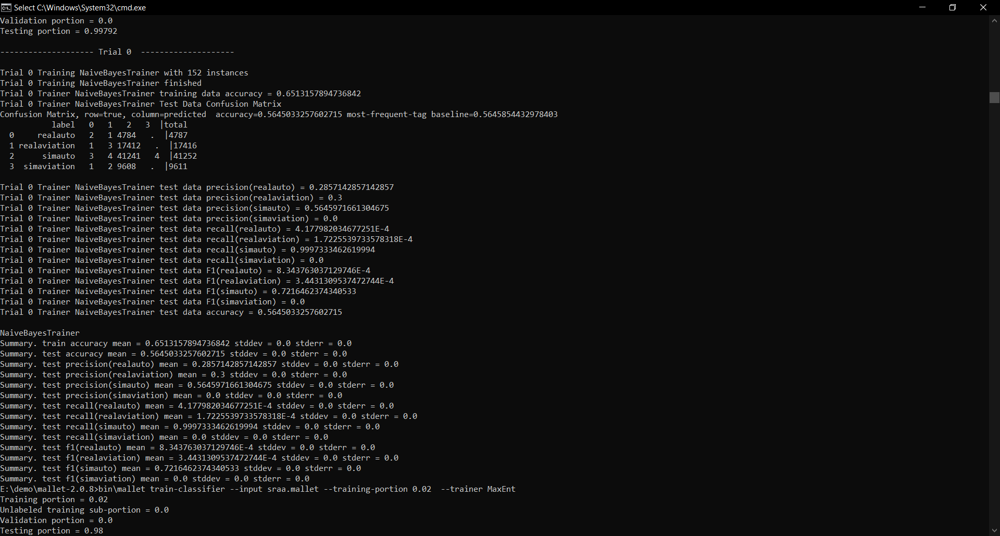 Select C:\Windows\System32\cmd.exe
Validation portion = 0.0
Testing portion = 0.99792
-------------------- Trial 0  --------------------
Trial 0 Training NaiveBayesTrainer with 152 instances
Trial 0 Training NaiveBayesTrainer finished
Trial 0 Trainer NaiveBayesTrainer training data accuracy = 0.6513157894736842
Trial 0 Trainer NaiveBayesTrainer Test Data Confusion Matrix
Confusion Matrix, row=true, column=predicted  accuracy=0.5645033257602715 most-frequent-tag baseline=0.5645854432978403
           label   0   1   2   3  |total
  0     realauto   2   1 4784   .  |4787
  1 realaviation   1   3 17412   .  |17416
  2      simauto   3   4 41241   4  |41252
  3  simaviation   1   2 9608   .  |9611
Trial 0 Trainer NaiveBayesTrainer test data precision(realauto) = 0.2857142857142857
Trial 0 Trainer NaiveBayesTrainer test data precision(realaviation) = 0.3
Trial 0 Trainer NaiveBayesTrainer test data precision(simauto) = 0.5645971661304675
Trial 0 Trainer NaiveBayesTrainer test data precision(simaviation) = 0.0
Trial 0 Trainer NaiveBayesTrainer test data recall(realauto) = 4.177982034677251E-4
Trial 0 Trainer NaiveBayesTrainer test data recall(realaviation) = 1.7225539733578318E-4
Trial 0 Trainer NaiveBayesTrainer test data recall(simauto) = 0.9997333462619994
Trial 0 Trainer NaiveBayesTrainer test data recall(simaviation) = 0.0
Trial 0 Trainer NaiveBayesTrainer test data F1(realauto) = 8.343763037129746E-4
Trial 0 Trainer NaiveBayesTrainer test data F1(realaviation) = 3.4431309537472744E-4
Trial 0 Trainer NaiveBayesTrainer test data F1(simauto) = 0.7216462374340533
Trial 0 Trainer NaiveBayesTrainer test data F1(simaviation) = 0.0
Trial 0 Trainer NaiveBayesTrainer test data accuracy = 0.5645033257602715
NaiveBayesTrainer
Summary. train accuracy mean = 0.6513157894736842 stddev = 0.0 stderr = 0.0
Summary. test accuracy mean = 0.5645033257602715 stddev = 0.0 stderr = 0.0
Summary. test precision(realauto) mean = 0.2857142857142857 stddev = 0.0 stderr = 0.0
Summary. test precision(realaviation) mean = 0.3 stddev = 0.0 stderr = 0.0
Summary. test precision(simauto) mean = 0.5645971661304675 stddev = 0.0 stderr = 0.0
Summary. test precision(simaviation) mean = 0.0 stddev = 0.0 stderr = 0.0
Summary. test recall(realauto) mean = 4.177982034677251E-4 stddev = 0.0 stderr = 0.0
Summary. test recall(realaviation) mean = 1.7225539733578318E-4 stddev = 0.0 stderr = 0.0
Summary. test recall(simauto) mean = 0.9997333462619994 stddev = 0.0 stderr = 0.0
Summary. test recall(simaviation) mean = 0.0 stddev = 0.0 stderr = 0.0
Summary. test f1(realauto) mean = 8.343763037129746E-4 stddev = 0.0 stderr = 0.0
Summary. test f1(realaviation) mean = 3.4431309537472744E-4 stddev = 0.0 stderr = 0.0
Summary. test f1(simauto) mean = 0.7216462374340533 stddev = 0.0 stderr = 0.0
Summary. test f1(simaviation) mean = 0.0 stddev = 0.0 stderr = 0.0
E:\demo\mallet-2.0.8>bin\mallet train-classifier --input sraa.mallet --training-portion 0.02  --trainer MaxEnt
Training portion = 0.02
Unlabeled training sub-portion = 0.0
Validation portion = 0.0
Testing portion = 0.98